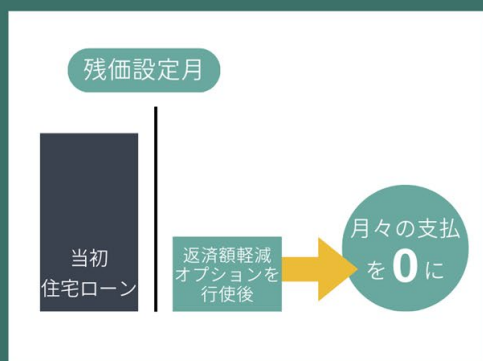 残価設定月
当初
住宅ローン
返済額軽減
オプションを
行使後
月々の支払
を0に